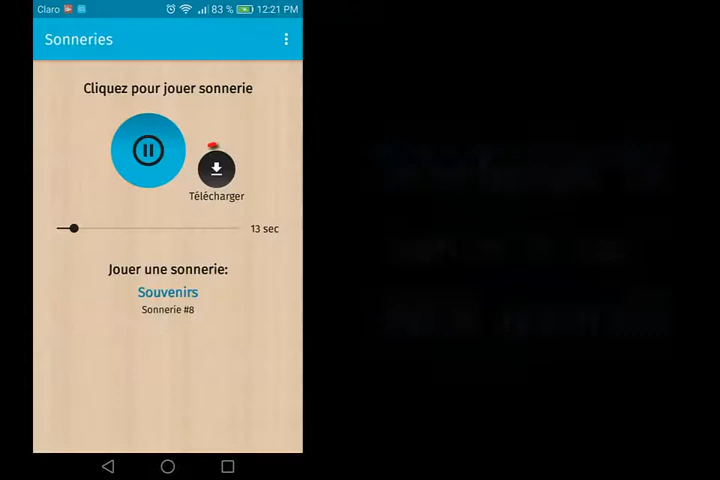 Claro 83 % 12:21 PM
Sonneries
Cliquez pour jouer sonnerie
Télécharger
13 sec
Jouer une sonnerie:
Souvenirs
Sonnerie #8